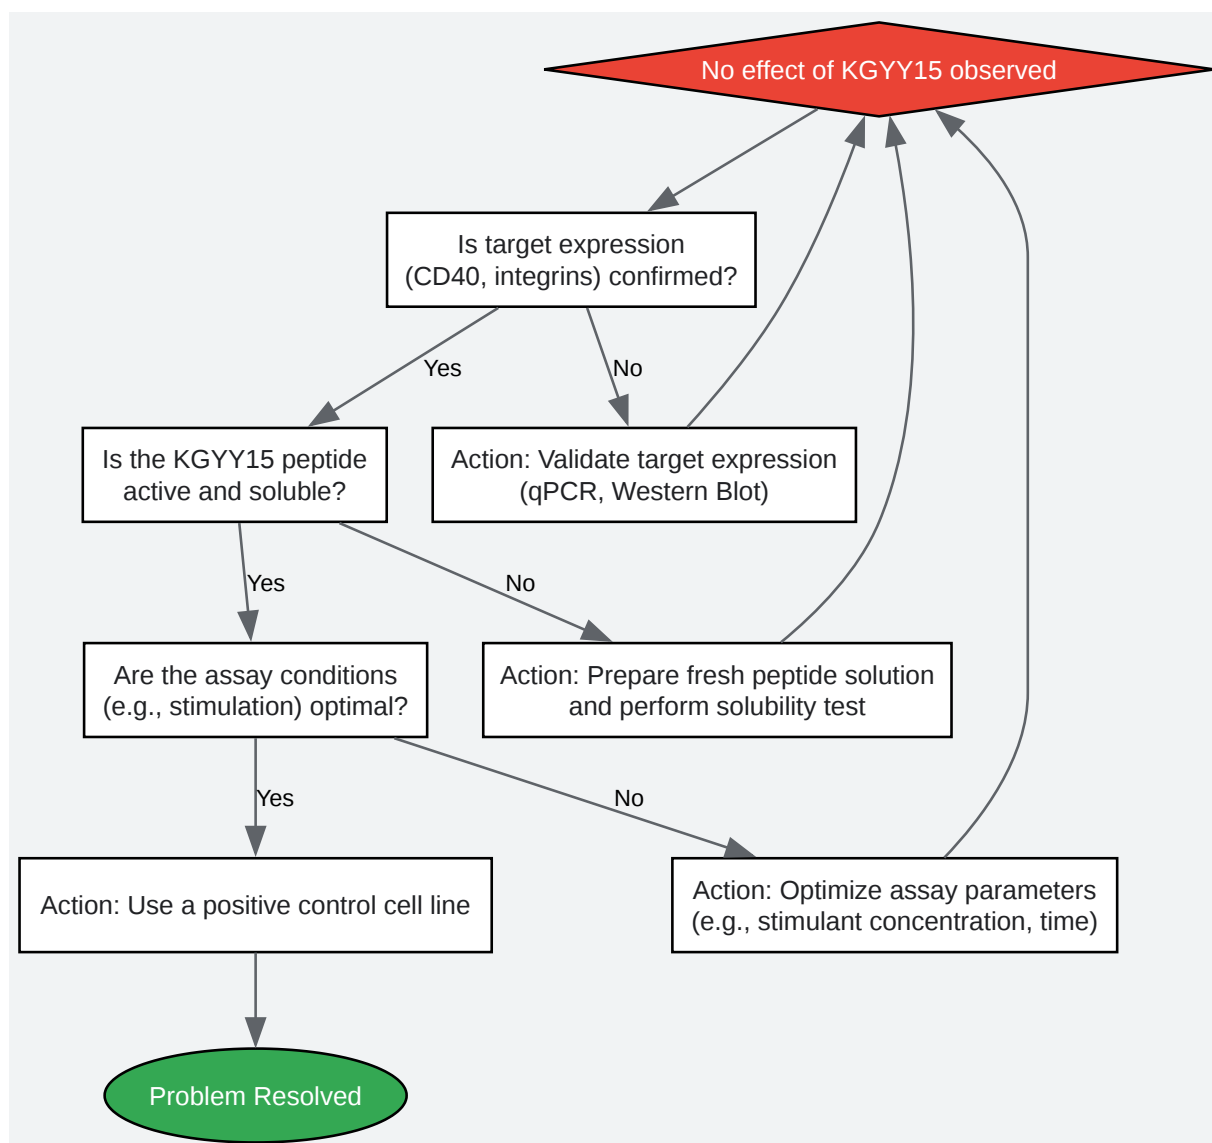 No effect of KGYY15 observed
Is target expression
(CD40, integrins) confirmed?
Yes
No
Is the KGYY15 peptide
active and soluble?
Action: Validate target expression
(qPCR, Western Blot)
Yes
No
Are the assay conditions
(e.g., stimulation) optimal?
Action: Prepare fresh peptide solution
and perform solubility test
Yes
No
Action: Use a positive control cell line
Action: Optimize assay parameters
(e.g., stimulant concentration, time)
Problem Resolved